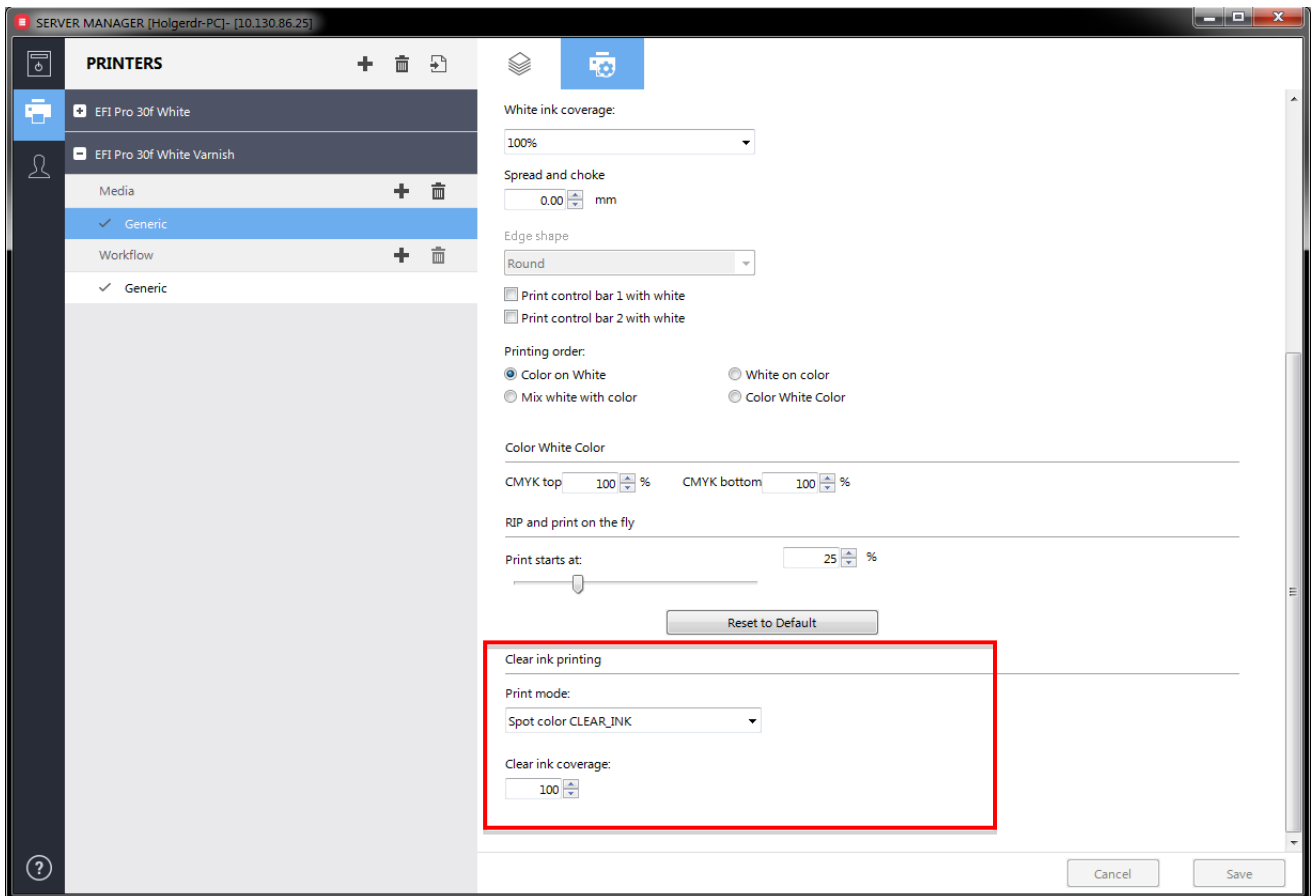 SERVER MANAGER [Holgerdr-PC]- [10.130.86.25]
PRINTERS
EFI Pro 30f White
EFI Pro 30f White Varnish
Media
Generic
Workflow
Generic
White ink coverage:
100%
Spread and choke
0.00 mm
Edge shape
Round
Print control bar 1 with white
Print control bar 2 with white
Printing order:
Color on White White on color
Mix white with color Color White Color
Color White Color
CMYK top 100 % CMYK bottom 100 %
RIP and print on the fly
Print starts at: 25 %
Reset to Default
Clear ink printing
Print mode:
Spot color CLEAR_INK
Clear ink coverage:
100
Cancel Save